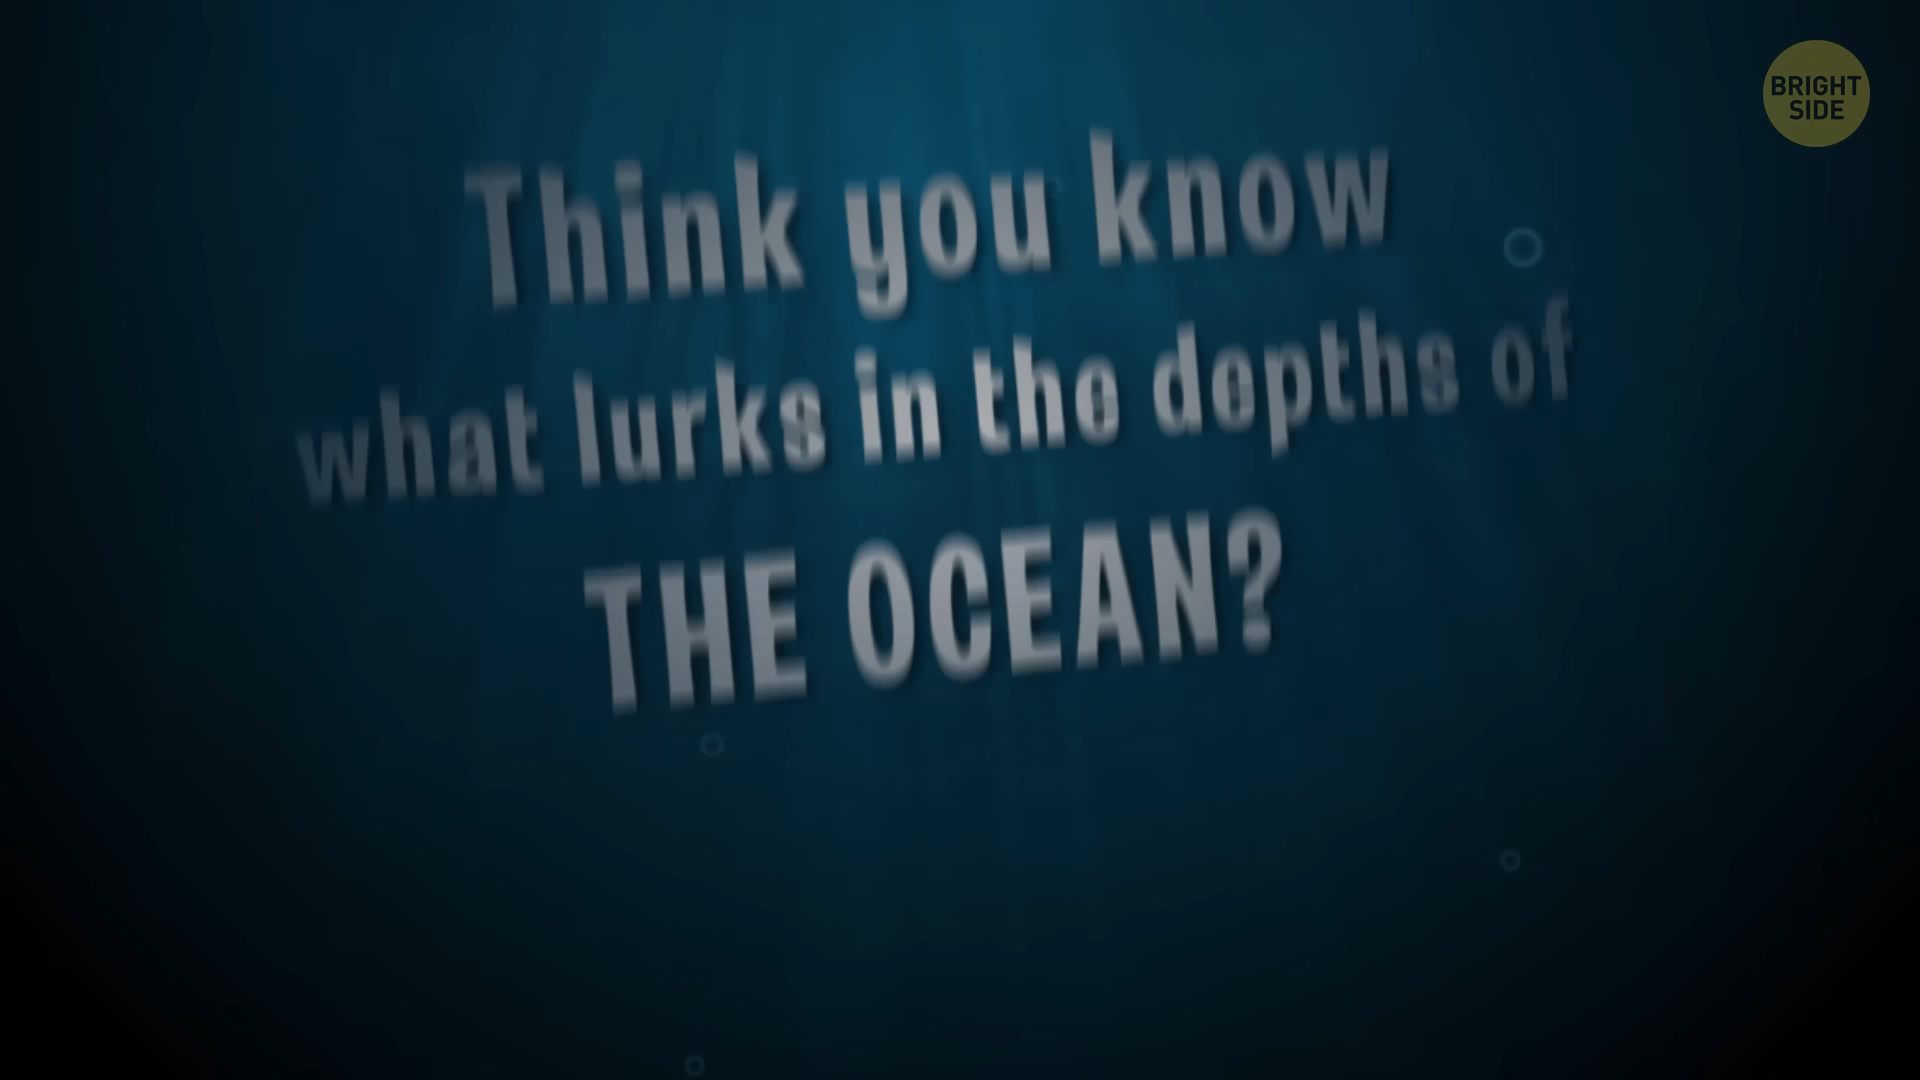 BRIGHT
SIDE
Think you know
what lurks in the depths of
THE OCEAN?